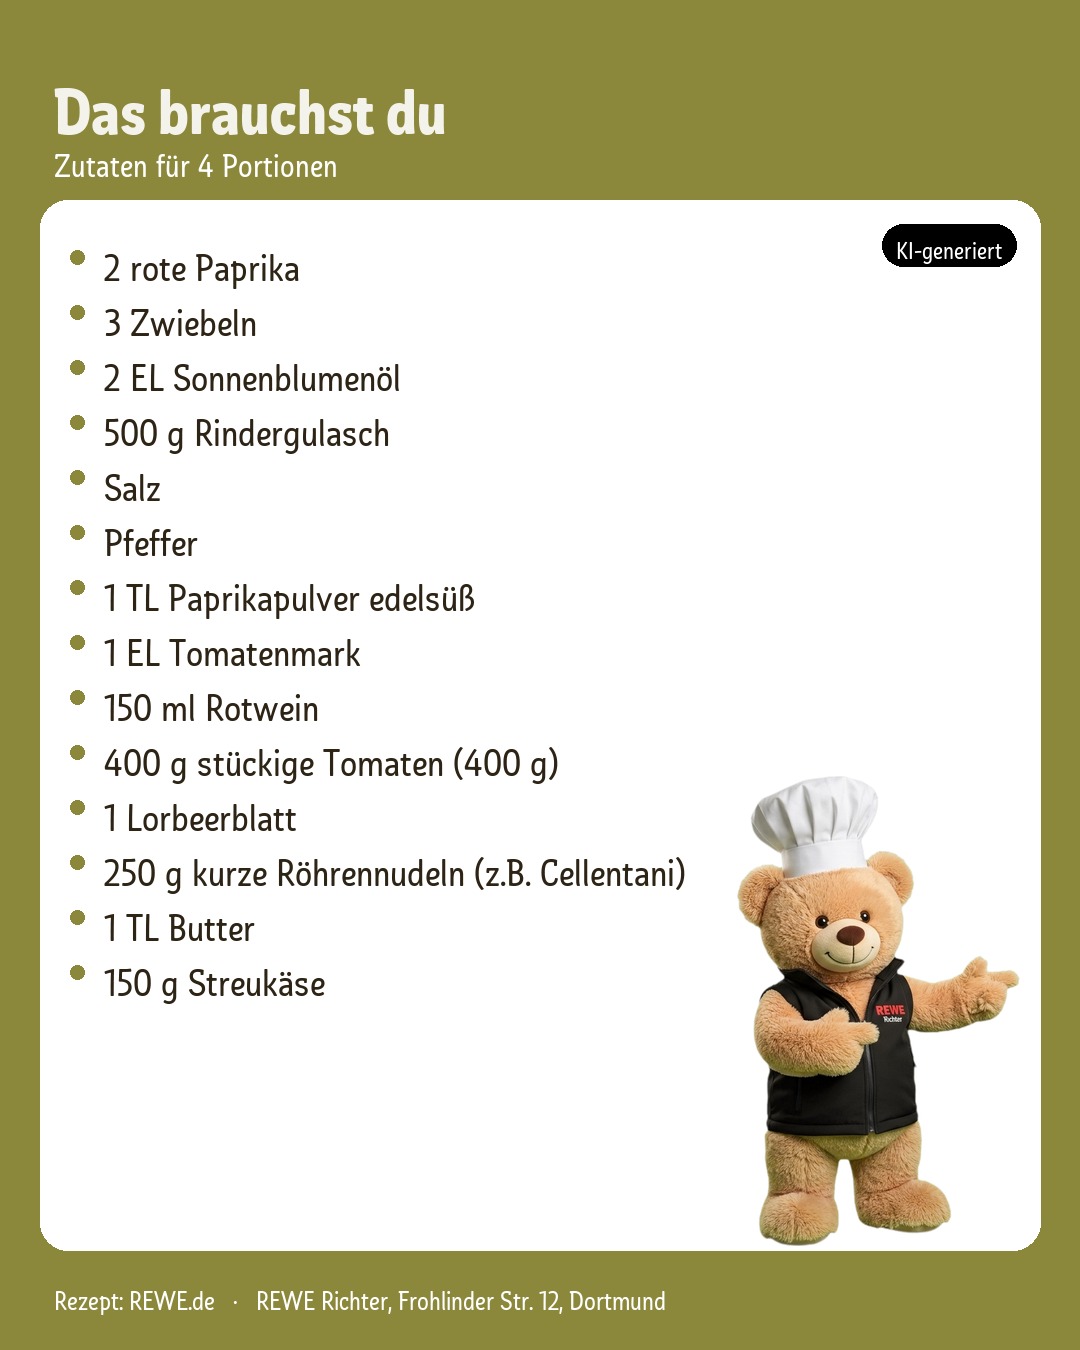 Das brauchst du
Zutaten für 4 Portionen
KI-generiert
2 rote Paprika
3 Zwiebeln
2 EL Sonnenblumenöl
500 g Rindergulasch
Salz
Pfeffer
1 TL Paprikapulver edelsüß
1 EL Tomatenmark
150 ml Rotwein
400 g stückige Tomaten (400 g)
1 Lorbeerblatt
250 g kurze Röhrennudeln (z.B. Cellentani)
1 TL Butter
150 g Streukäse
REWE
Rezept: REWE.de · REWE Richter, Frohlinder Str. 12, Dortmund